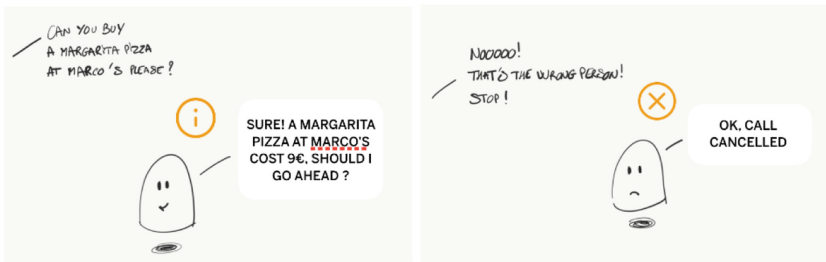 CAN YOU BUY
A MARGARITA PIZZA
AT MARCO'S PLEASE?
SURE! A MARGARITA
PIZZA AT MARCO'S
COST 9€, SHOULD I
GO AHEAD ?
NOOOOO!
THAT'S THE WRONG PERSON!
STOP!
OK, CALL
CANCELLED